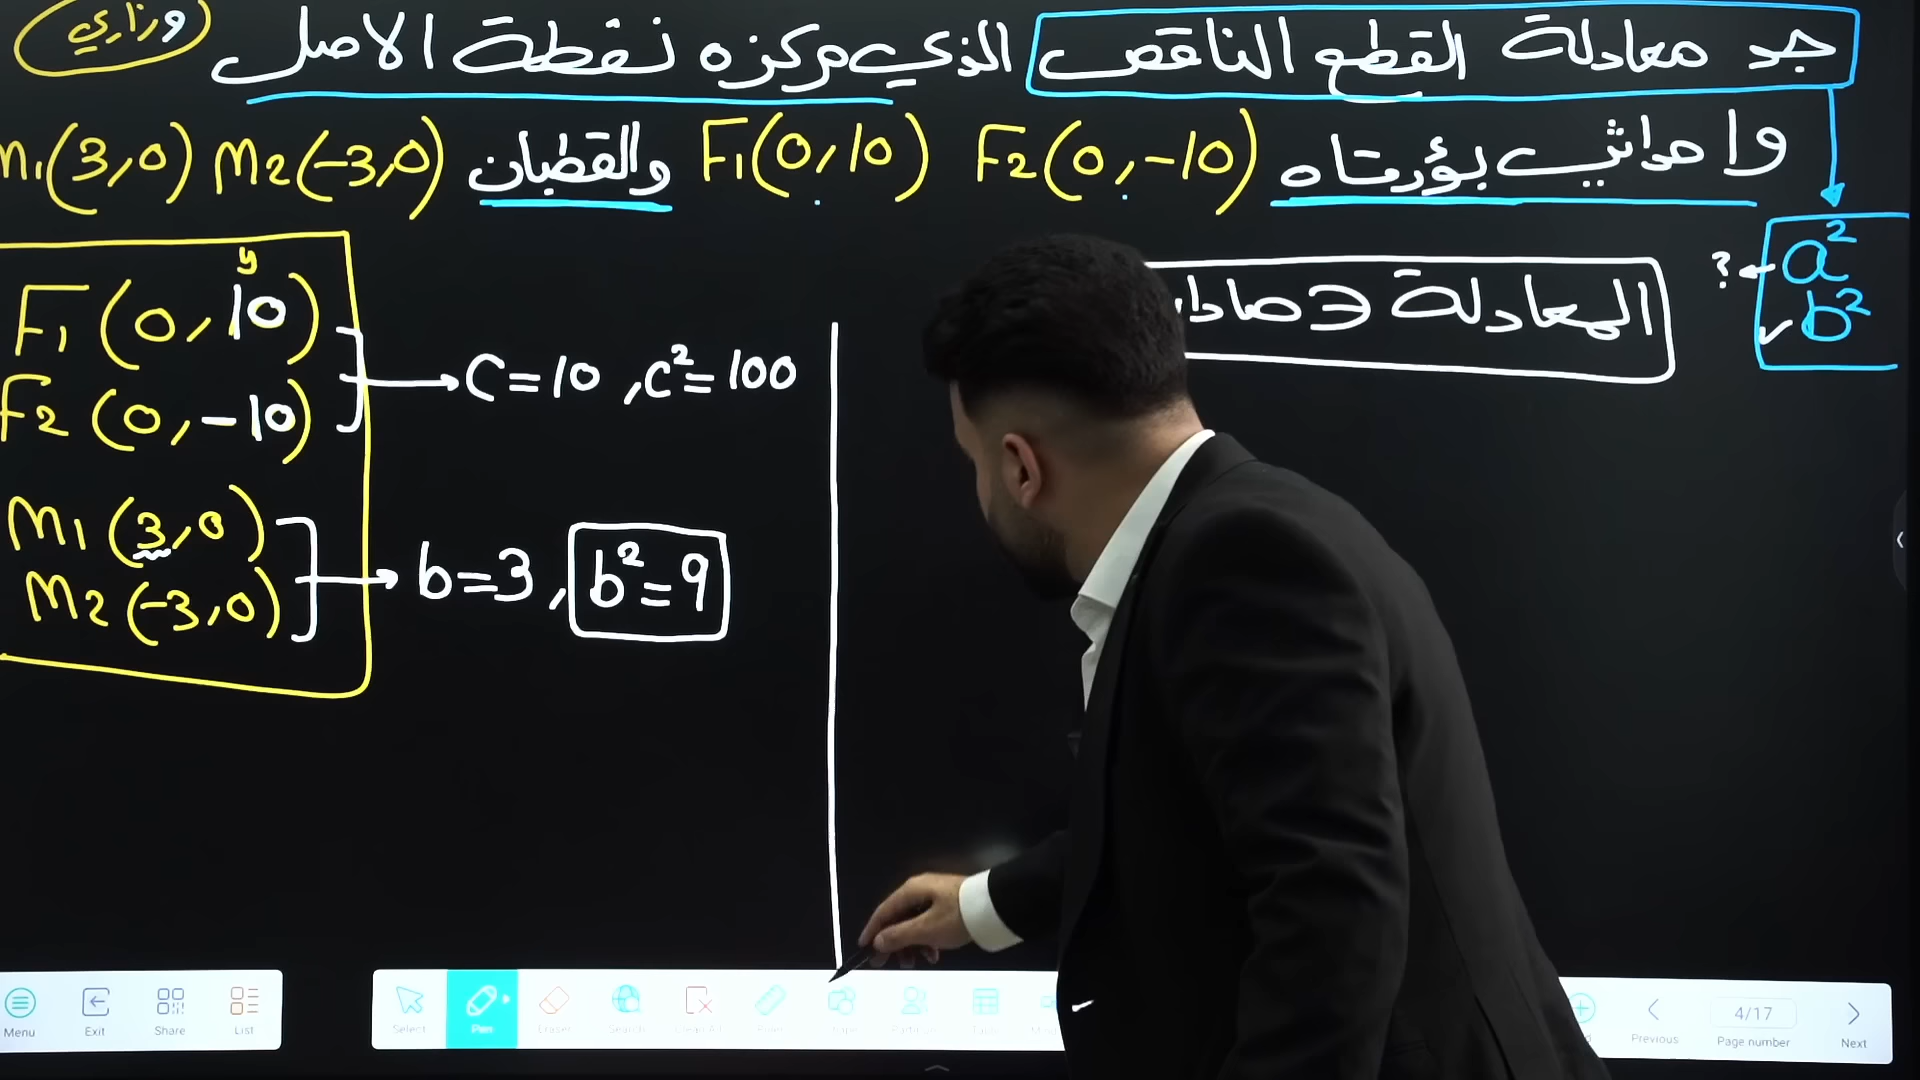 جد معادلة القطع الناقص الذي مركزه نقطة الاصل وزاري
واحداثي بؤرتاه F2(0,-10) F1(0,10) والقطبان M2(-3,0) M1(3,0)
a²
b²
?
المعادلة
y
F1 (0,10)
F2 (0,-10)
C=10 , C²=100
M1 (3,0)
M2 (-3,0)
b=3 , b²=9
Menu
Exit
Share
List
Select
Pen
Eraser
Search
Previous
4/17
Page number
Next